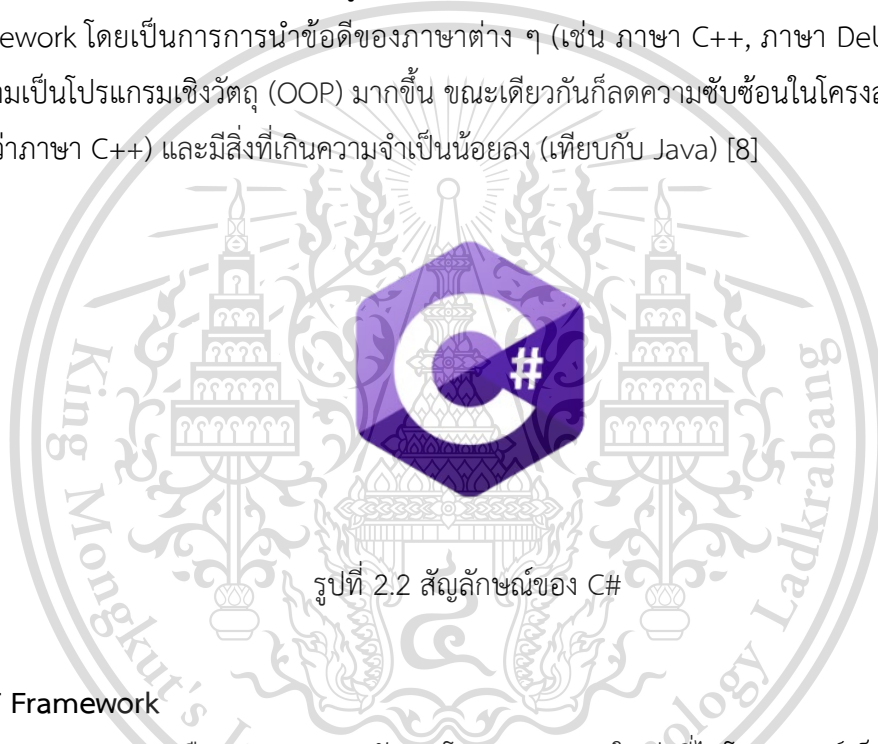 ework โดยเป็นการการนำข้อดีของภาษาต่าง ๆ (เช่น ภาษา C++, ภาษา Del
ามเป็นโปรแกรมเชิงวัตถุ (OOP) มากขึ้น ขณะเดียวกันก็ลดความซับซ้อนในโครงส
ว่าภาษา C++) และมีสิ่งที่เกินความจำเป็นน้อยลง (เทียบกับ Java) [8]
C#
รูปที่ 2.2 สัญลักษณ์ของ C#
Framework
King Mongkut's
Ladkrabang